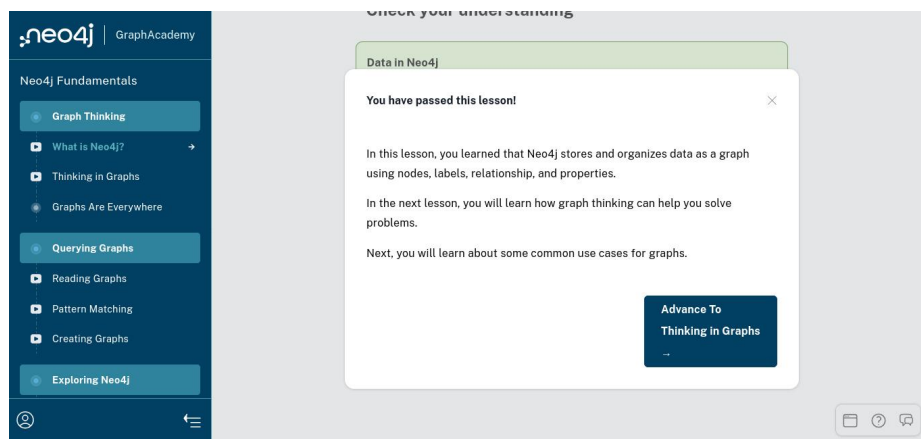 neo4j
GraphAcademy
Neo4j Fundamentals
Graph Thinking
What is Neo4j?
Thinking in Graphs
Graphs Are Everywhere
Querying Graphs
Reading Graphs
Pattern Matching
Creating Graphs
Exploring Neo4j
Check your understanding
Data in Neo4j
You have passed this lesson!
In this lesson, you learned that Neo4j stores and organizes data as a graph
using nodes, labels, relationship, and properties.
In the next lesson, you will learn how graph thinking can help you solve
problems.
Next, you will learn about some common use cases for graphs.
Advance To
Thinking in Graphs
→